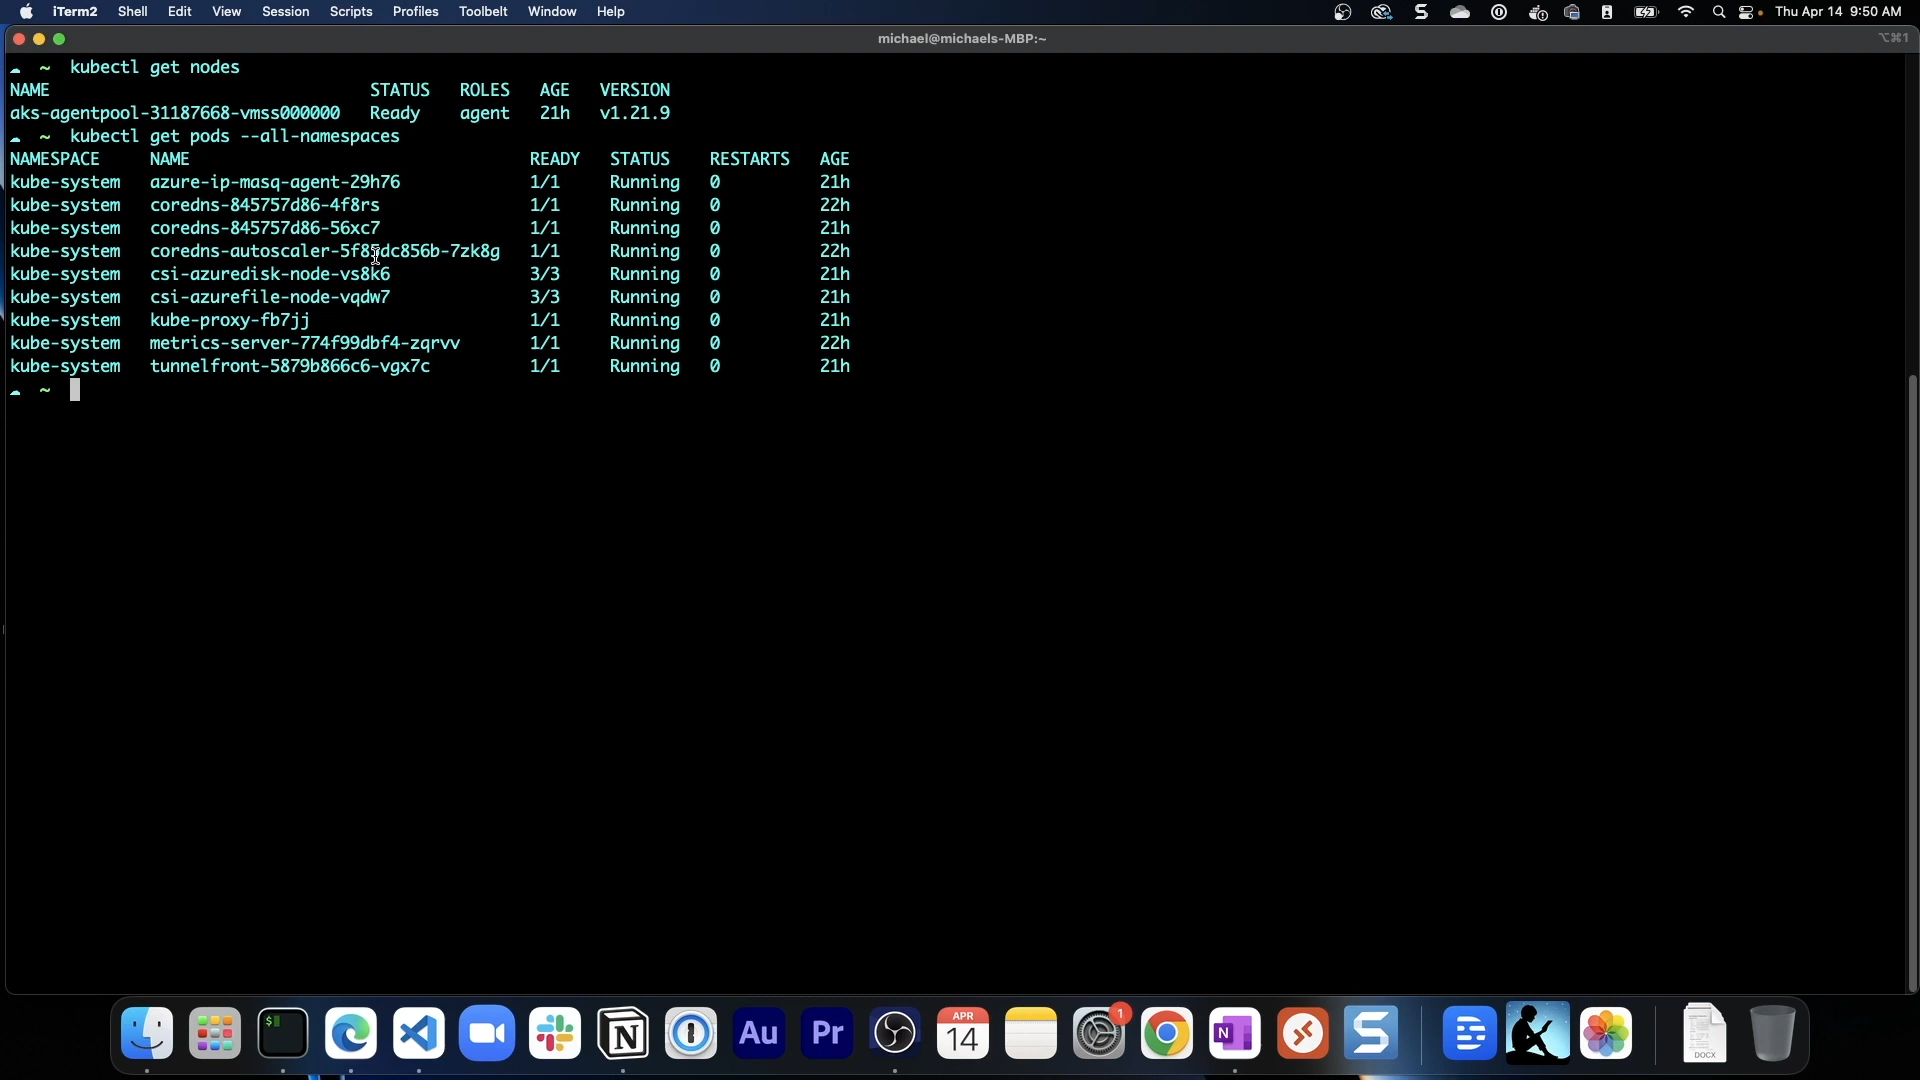 iTerm2 Shell Edit View Session Scripts Profiles Toolbelt Window Help Thu Apr 14 9:50 AM
michael@michaels-MBP:~ ⌥⌘1
~ kubectl get nodes
NAME STATUS ROLES AGE VERSION
aks-agentpool-31187668-vmss000000 Ready agent 21h v1.21.9
~ kubectl get pods --all-namespaces
NAMESPACE NAME READY STATUS RESTARTS AGE
kube-system azure-ip-masq-agent-29h76 1/1 Running 0 21h
kube-system coredns-845757d86-4f8rs 1/1 Running 0 22h
kube-system coredns-845757d86-56xc7 1/1 Running 0 21h
kube-system 1/1 Running 0 22h
kube-system csi-azuredisk-node-vs8k6 3/3 Running 0 21h
kube-system csi-azurefile-node-vqdw7 3/3 Running 0 21h
kube-system kube-proxy-fb7jj 1/1 Running 0 21h
kube-system metrics-server-774f99dbf4-zqrvv 1/1 Running 0 22h
kube-system tunnelfront-5879b866c6-vgx7c 1/1 Running 0 21h
~
1
$ N Au Pr APR N S
14
DOCX